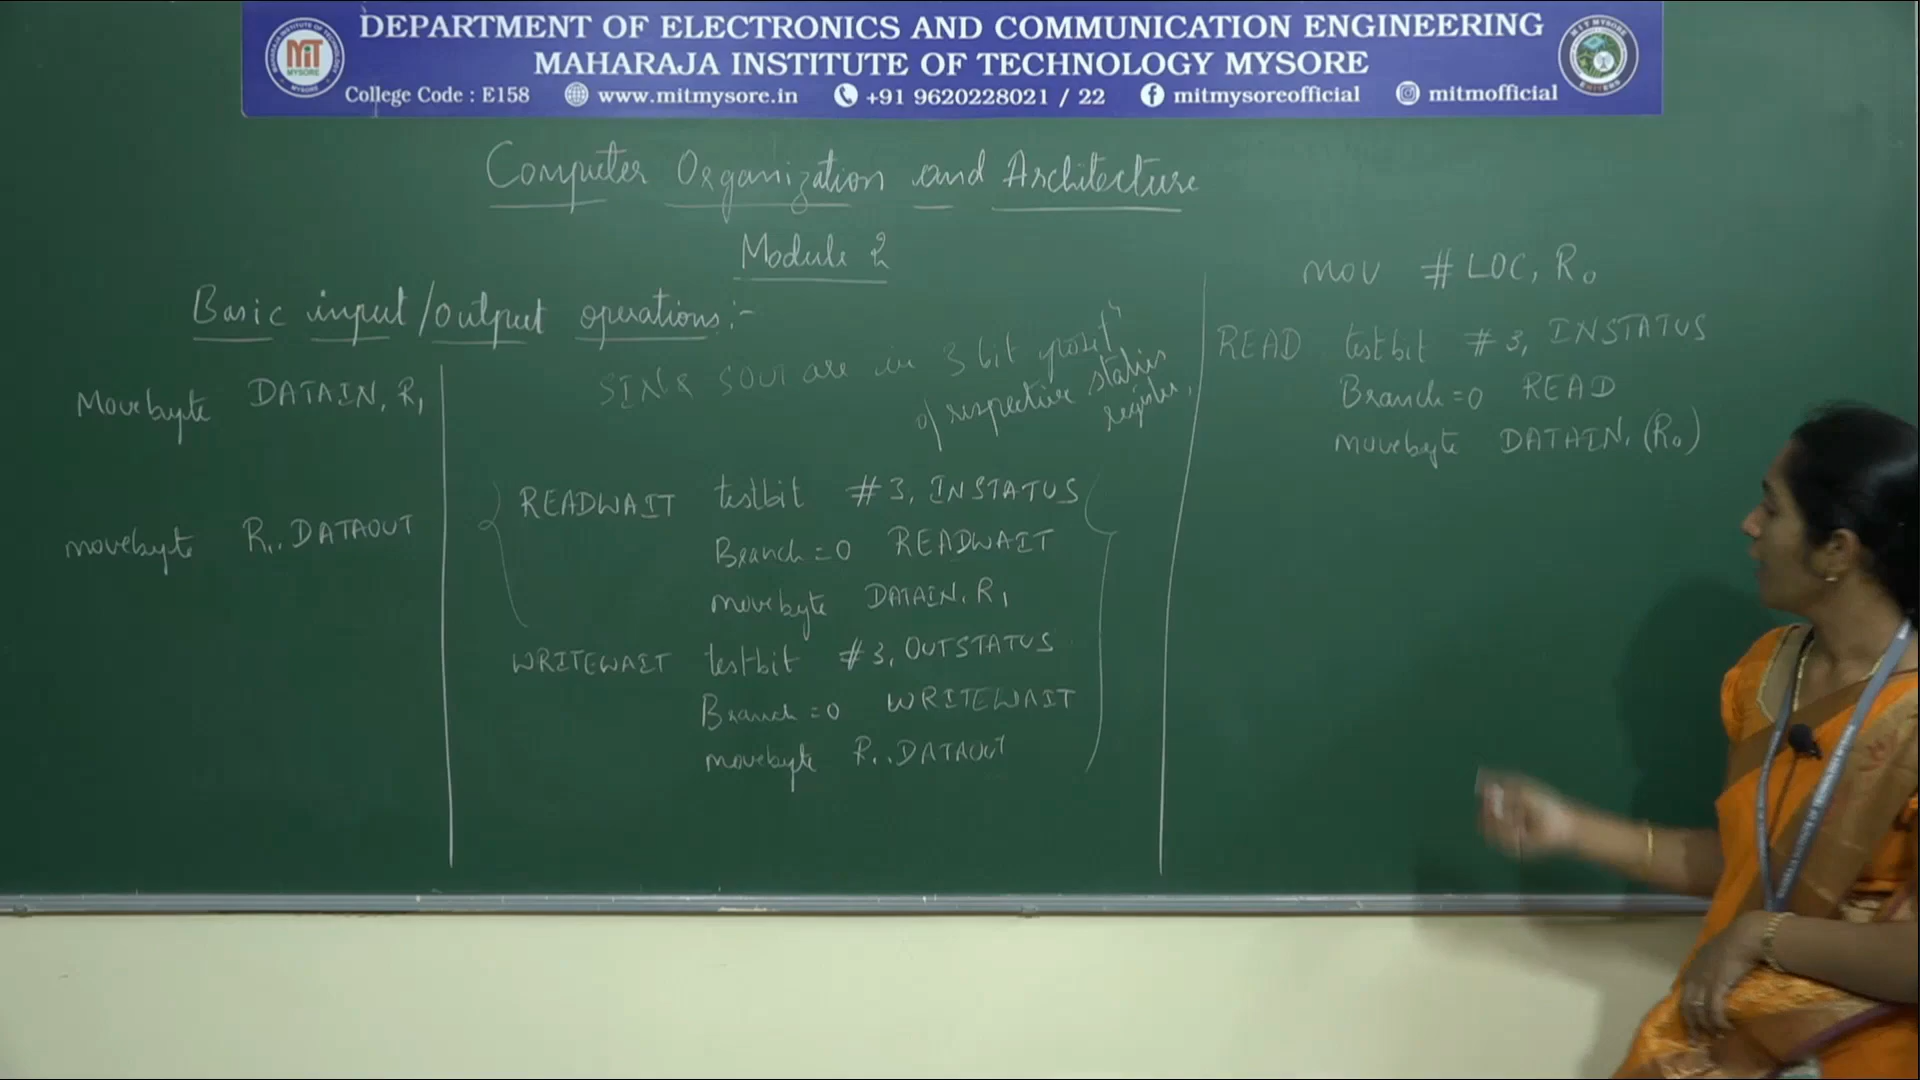 DEPARTMENT OF ELECTRONICS AND COMMUNICATION ENGINEERING
MAHARAJA INSTITUTE OF TECHNOLOGY MYSORE
College Code : E158 www.mitmysore.in +91 9620228021 / 22 mitmysoreofficial mitmofficial
MIT
MYSORE
Computer Organization and Architecture
Module 2
Basic input/output operations:-
Movebyte DATAIN, R1
movebyte R1, DATAOUT
SIN & SOUT are in 3 bit posit^n
of respective status
register.
READWAIT testbit #3, INSTATUS
Branch=0 READWAIT
movebyte DATAIN, R1
WRITEWAIT testbit #3, OUTSTATUS
Branch=0 WRITEWAIT
movebyte R1, DATAOUT
mov #LOC, R0
READ testbit #3, INSTATUS
Branch=0 READ
movebyte DATAIN, (R0)